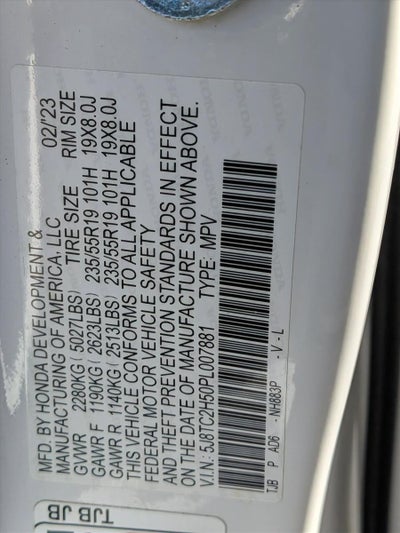 MFD. BY HONDA DEVELOPMENT & 02/23
MANUFACTURING OF AMERICA, LLC
TIRE SIZE RIM SIZE
GVWR 2280KG ( 5027LBS)
GAWR F 1190KG ( 2623LBS) 235/55R19 101H 19X8.0J
GAWR R 1140KG ( 2513LBS) 235/55R19 101H 19X8.0J
THIS VEHICLE CONFORMS TO ALL APPLICABLE
FEDERAL MOTOR VEHICLE SAFETY
AND THEFT PREVENTION STANDARDS IN EFFECT
ON THE DATE OF MANUFACTURE SHOWN ABOVE.
V.I.N.: 5J8TC2H50PL007881 TYPE: MPV
TJB P AD6 -NH883P - 1 - L
TJB JB